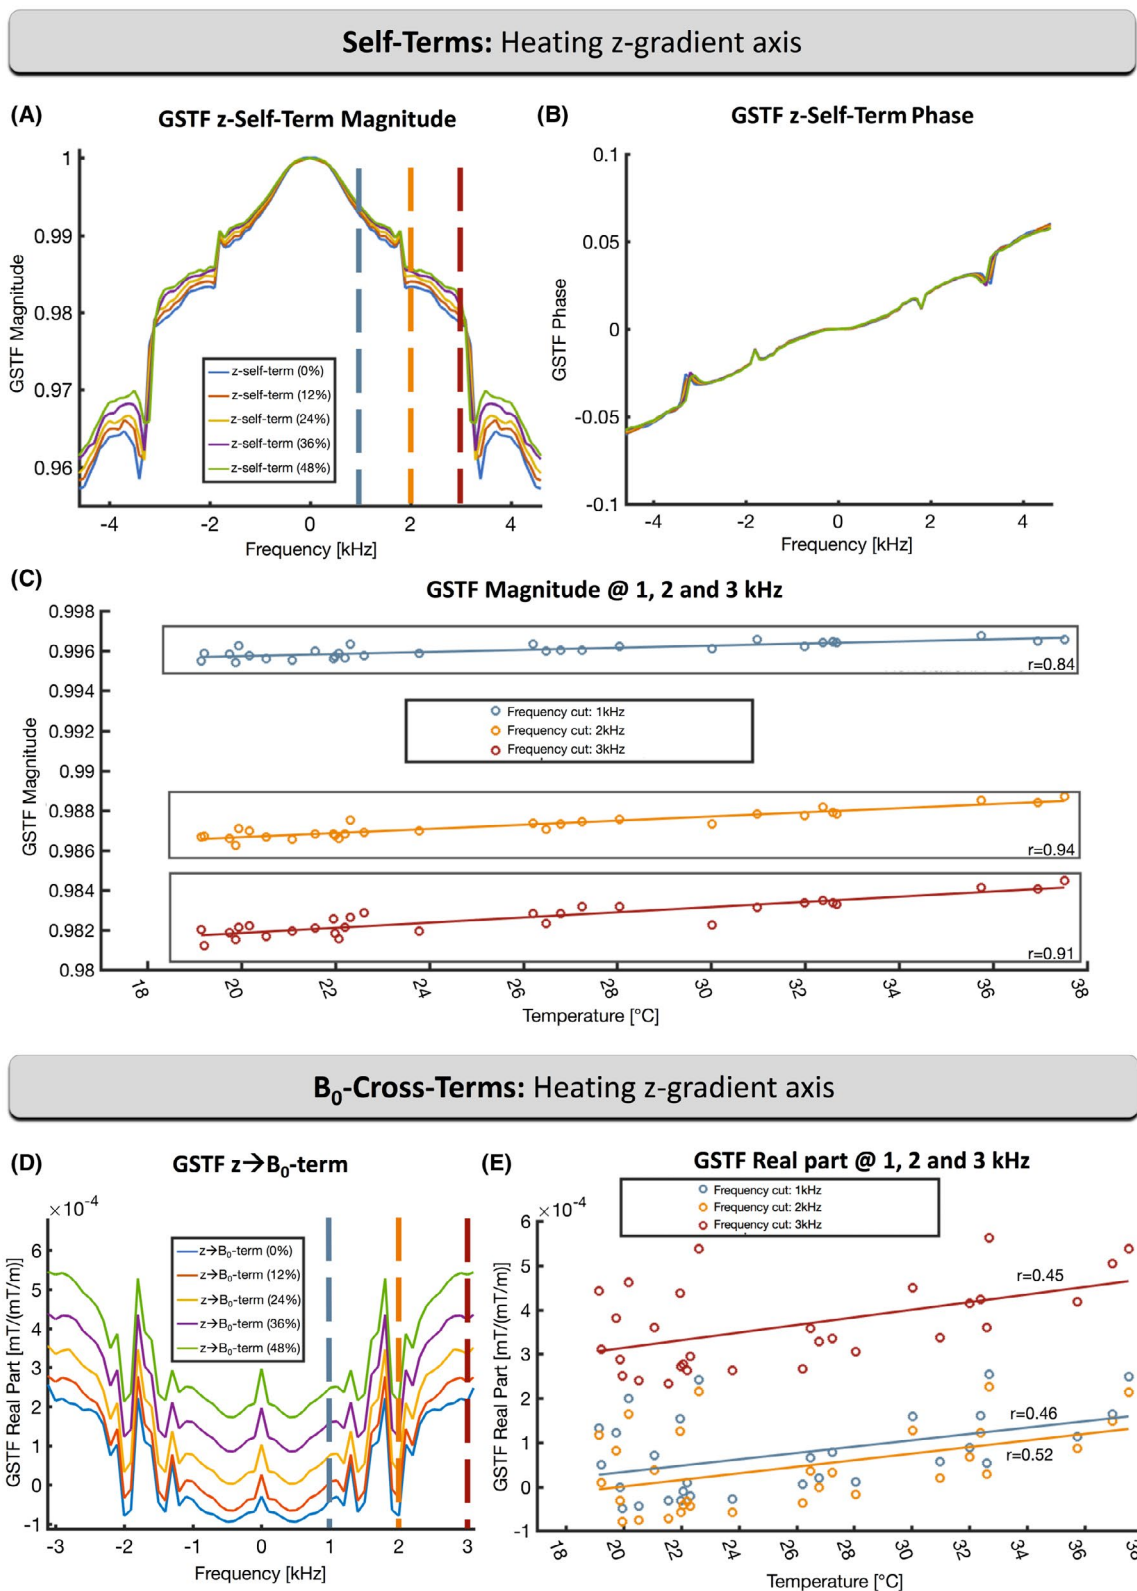 Self-Terms: Heating z-gradient axis
(A)
GSTF z-Self-Term Magnitude
(B)
GSTF z-Self-Term Phase
GSTF Magnitude
1
0.99
0.98
0.97
0.96
z-self-term (0%)
z-self-term (12%)
z-self-term (24%)
z-self-term (36%)
z-self-term (48%)
-4
-2
0
2
4
Frequency [kHz]
GSTF Phase
0.1
0.05
0
-0.05
-0.1
-4
-2
0
2
4
Frequency [kHz]
(C)
GSTF Magnitude @ 1, 2 and 3 kHz
GSTF Magnitude
0.998
0.996
0.994
0.992
0.99
0.988
0.986
0.984
0.982
0.98
r=0.84
Frequency cut: 1kHz
Frequency cut: 2kHz
Frequency cut: 3kHz
r=0.94
r=0.91
18
20
22
24
26
28
30
32
34
36
38
Temperature [°C]
B₀-Cross-Terms: Heating z-gradient axis
(D)
GSTF z→B₀-term
×10⁻⁴
GSTF Real Part [mT/(mT/m)]
6
5
4
3
2
1
0
-1
z→B₀-term (0%)
z→B₀-term (12%)
z→B₀-term (24%)
z→B₀-term (36%)
z→B₀-term (48%)
-3
-2
-1
0
1
2
3
Frequency [kHz]
(E)
GSTF Real part @ 1, 2 and 3 kHz
×10⁻⁴
Frequency cut: 1kHz
Frequency cut: 2kHz
Frequency cut: 3kHz
GSTF Real Part [mT/(mT/m)]
6
5
4
3
2
1
0
-1
r=0.45
r=0.46
r=0.52
18
20
22
24
26
28
30
32
34
36
38
Temperature [°C]